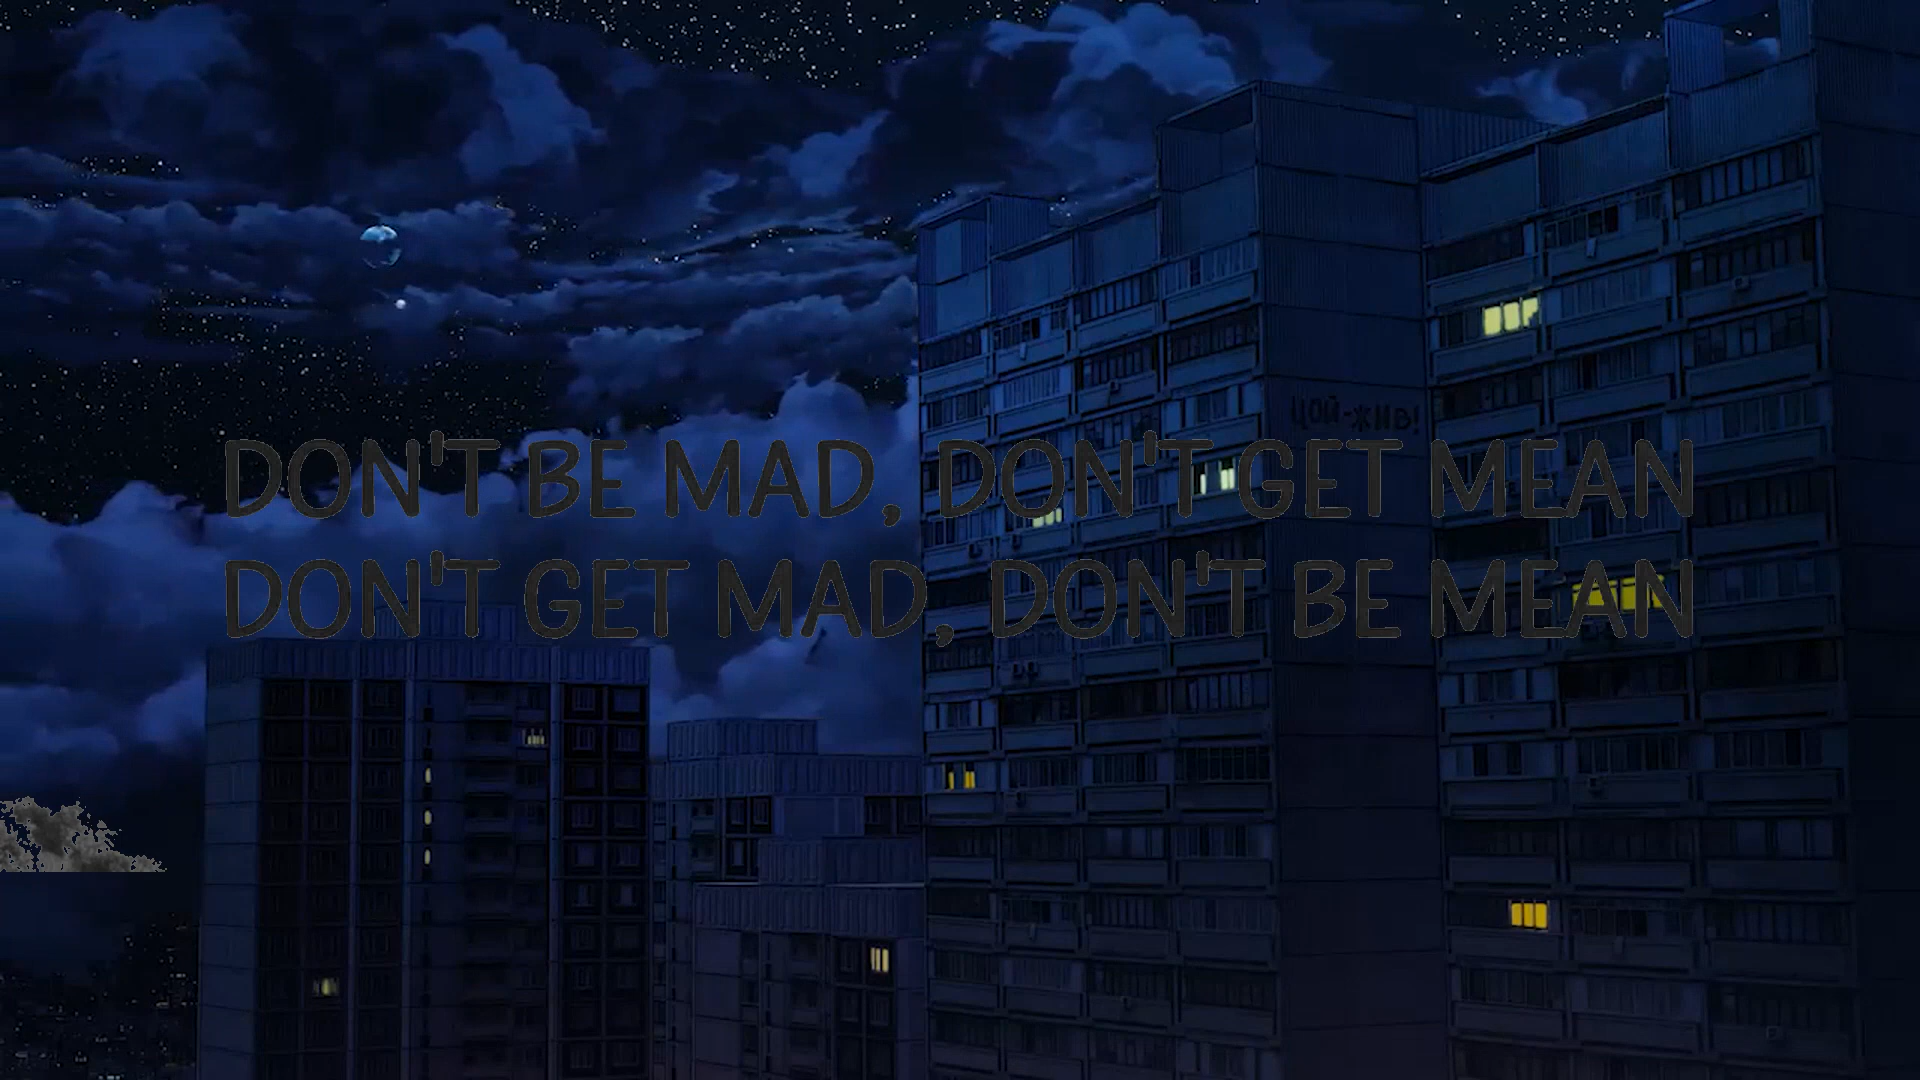 ЦОЙ-ЖИВ!
DON'T BE MAD, DON'T GET MEAN
DON'T GET MAD, DON'T BE MEAN